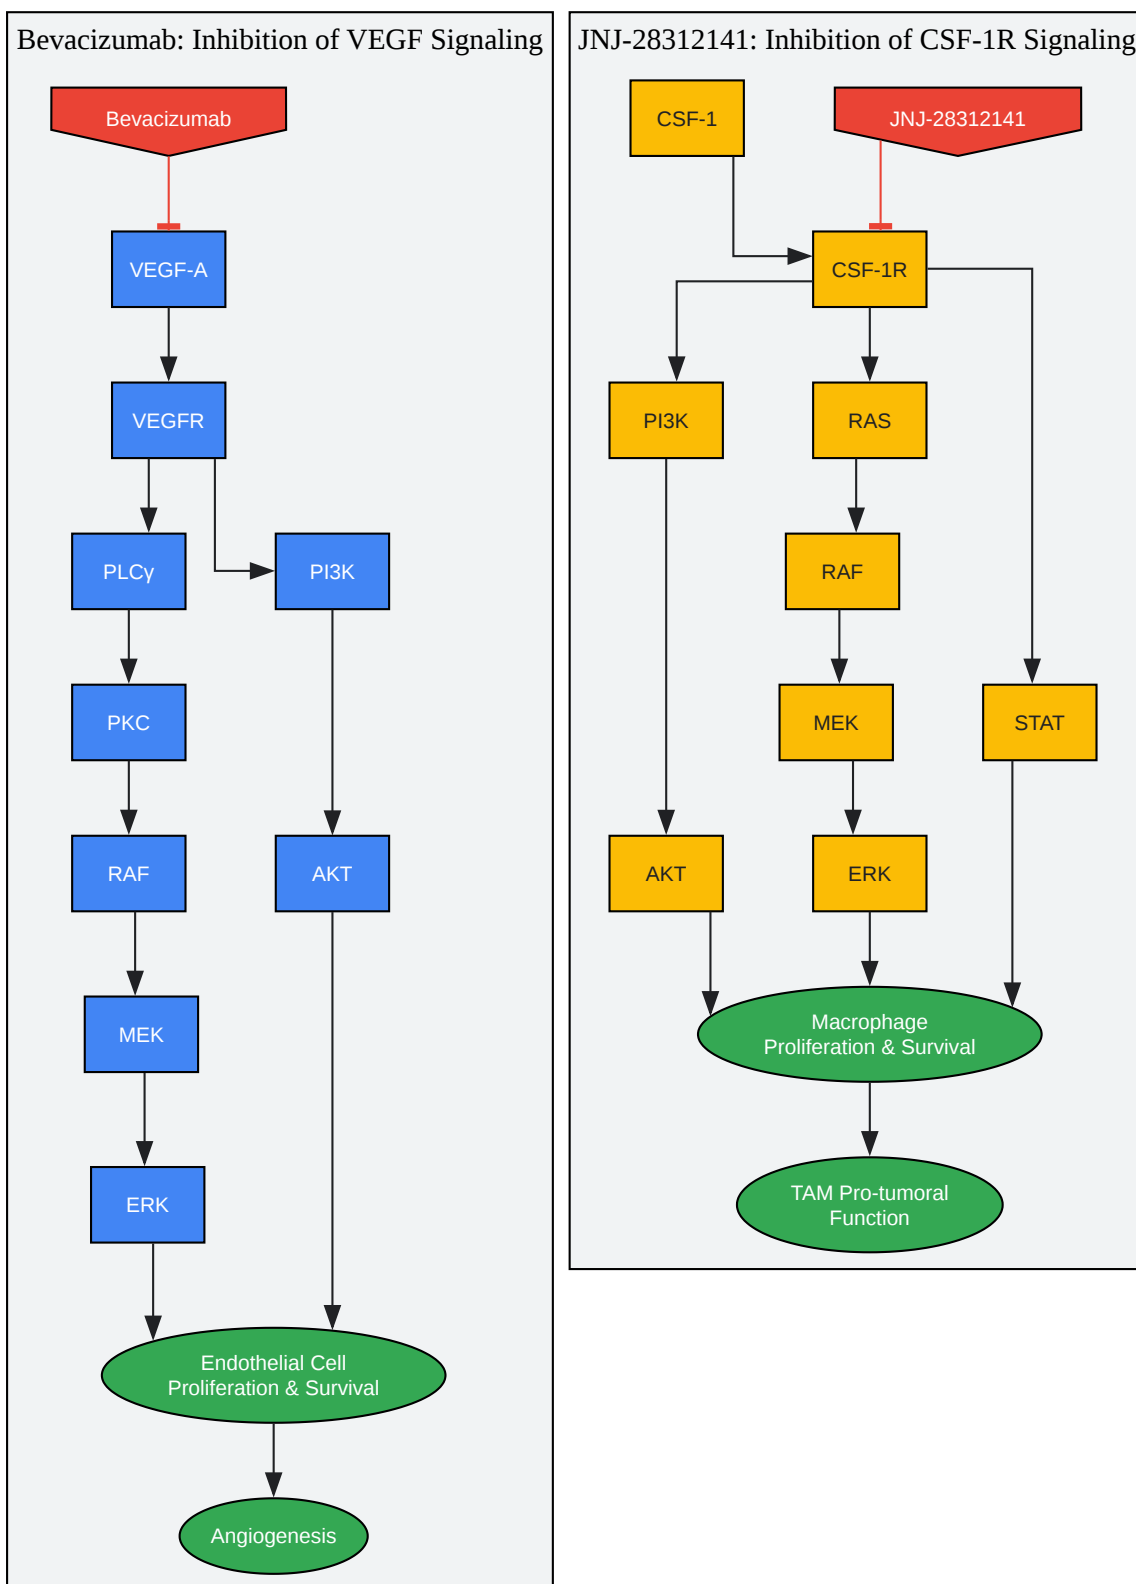 Bevacizumab: Inhibition of VEGF Signaling
Bevacizumab
VEGF-A
VEGFR
PLCγ
PI3K
PKC
RAF
AKT
MEK
ERK
Endothelial Cell
Proliferation & Survival
Angiogenesis
JNJ-28312141: Inhibition of CSF-1R Signaling
CSF-1
JNJ-28312141
CSF-1R
PI3K
RAS
RAF
MEK
STAT
AKT
ERK
Macrophage
Proliferation & Survival
TAM Pro-tumoral
Function